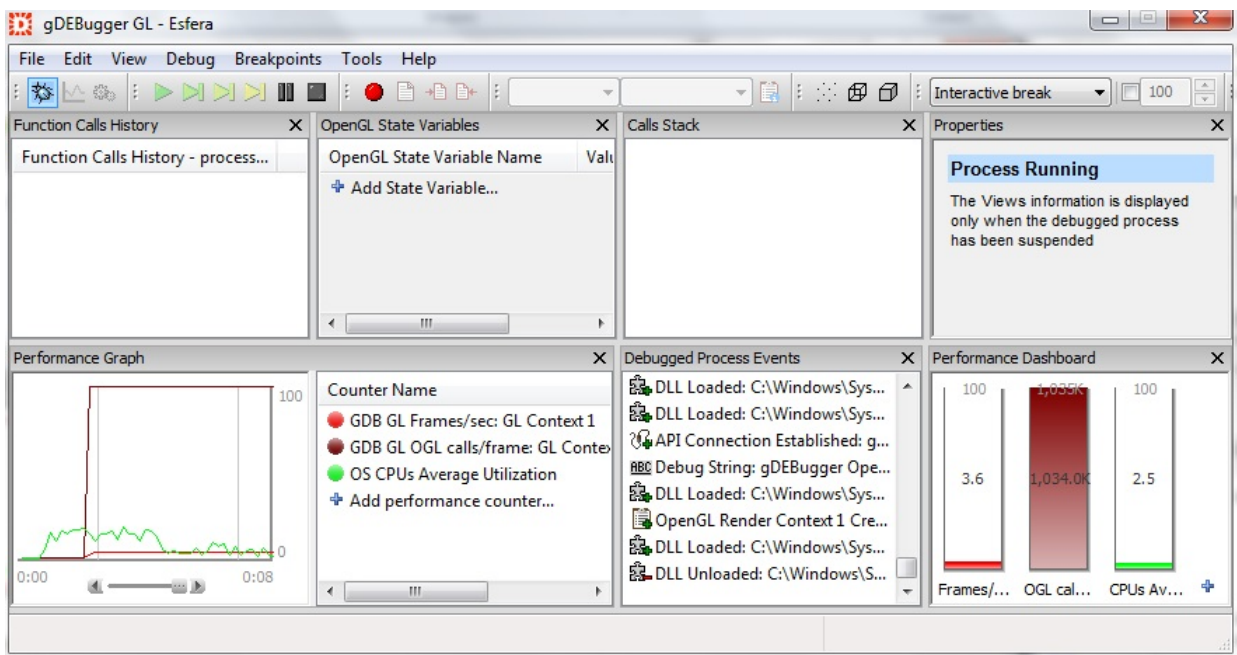 gDEBugger GL - Esfera
File Edit View Debug Breakpoints Tools Help
Interactive break 100
Function Calls History
Function Calls History - process...
OpenGL State Variables
OpenGL State Variable Name Valu
Add State Variable...
Calls Stack
Properties
Process Running
The Views information is displayed
only when the debugged process
has been suspended
Performance Graph
100
0
0:00 0:08
Counter Name
GDB GL Frames/sec: GL Context 1
GDB GL OGL calls/frame: GL Contex
OS CPUs Average Utilization
Add performance counter...
Debugged Process Events
DLL Loaded: C:\Windows\Sys...
DLL Loaded: C:\Windows\Sys...
API Connection Established: g...
ABC Debug String: gDEBugger Ope...
DLL Loaded: C:\Windows\Sys...
OpenGL Render Context 1 Cre...
DLL Loaded: C:\Windows\Sys...
DLL Unloaded: C:\Windows\S...
Performance Dashboard
100 1,035K 100
3.6 1,034.0K 2.5
Frames/... OGL cal... CPUs Av...